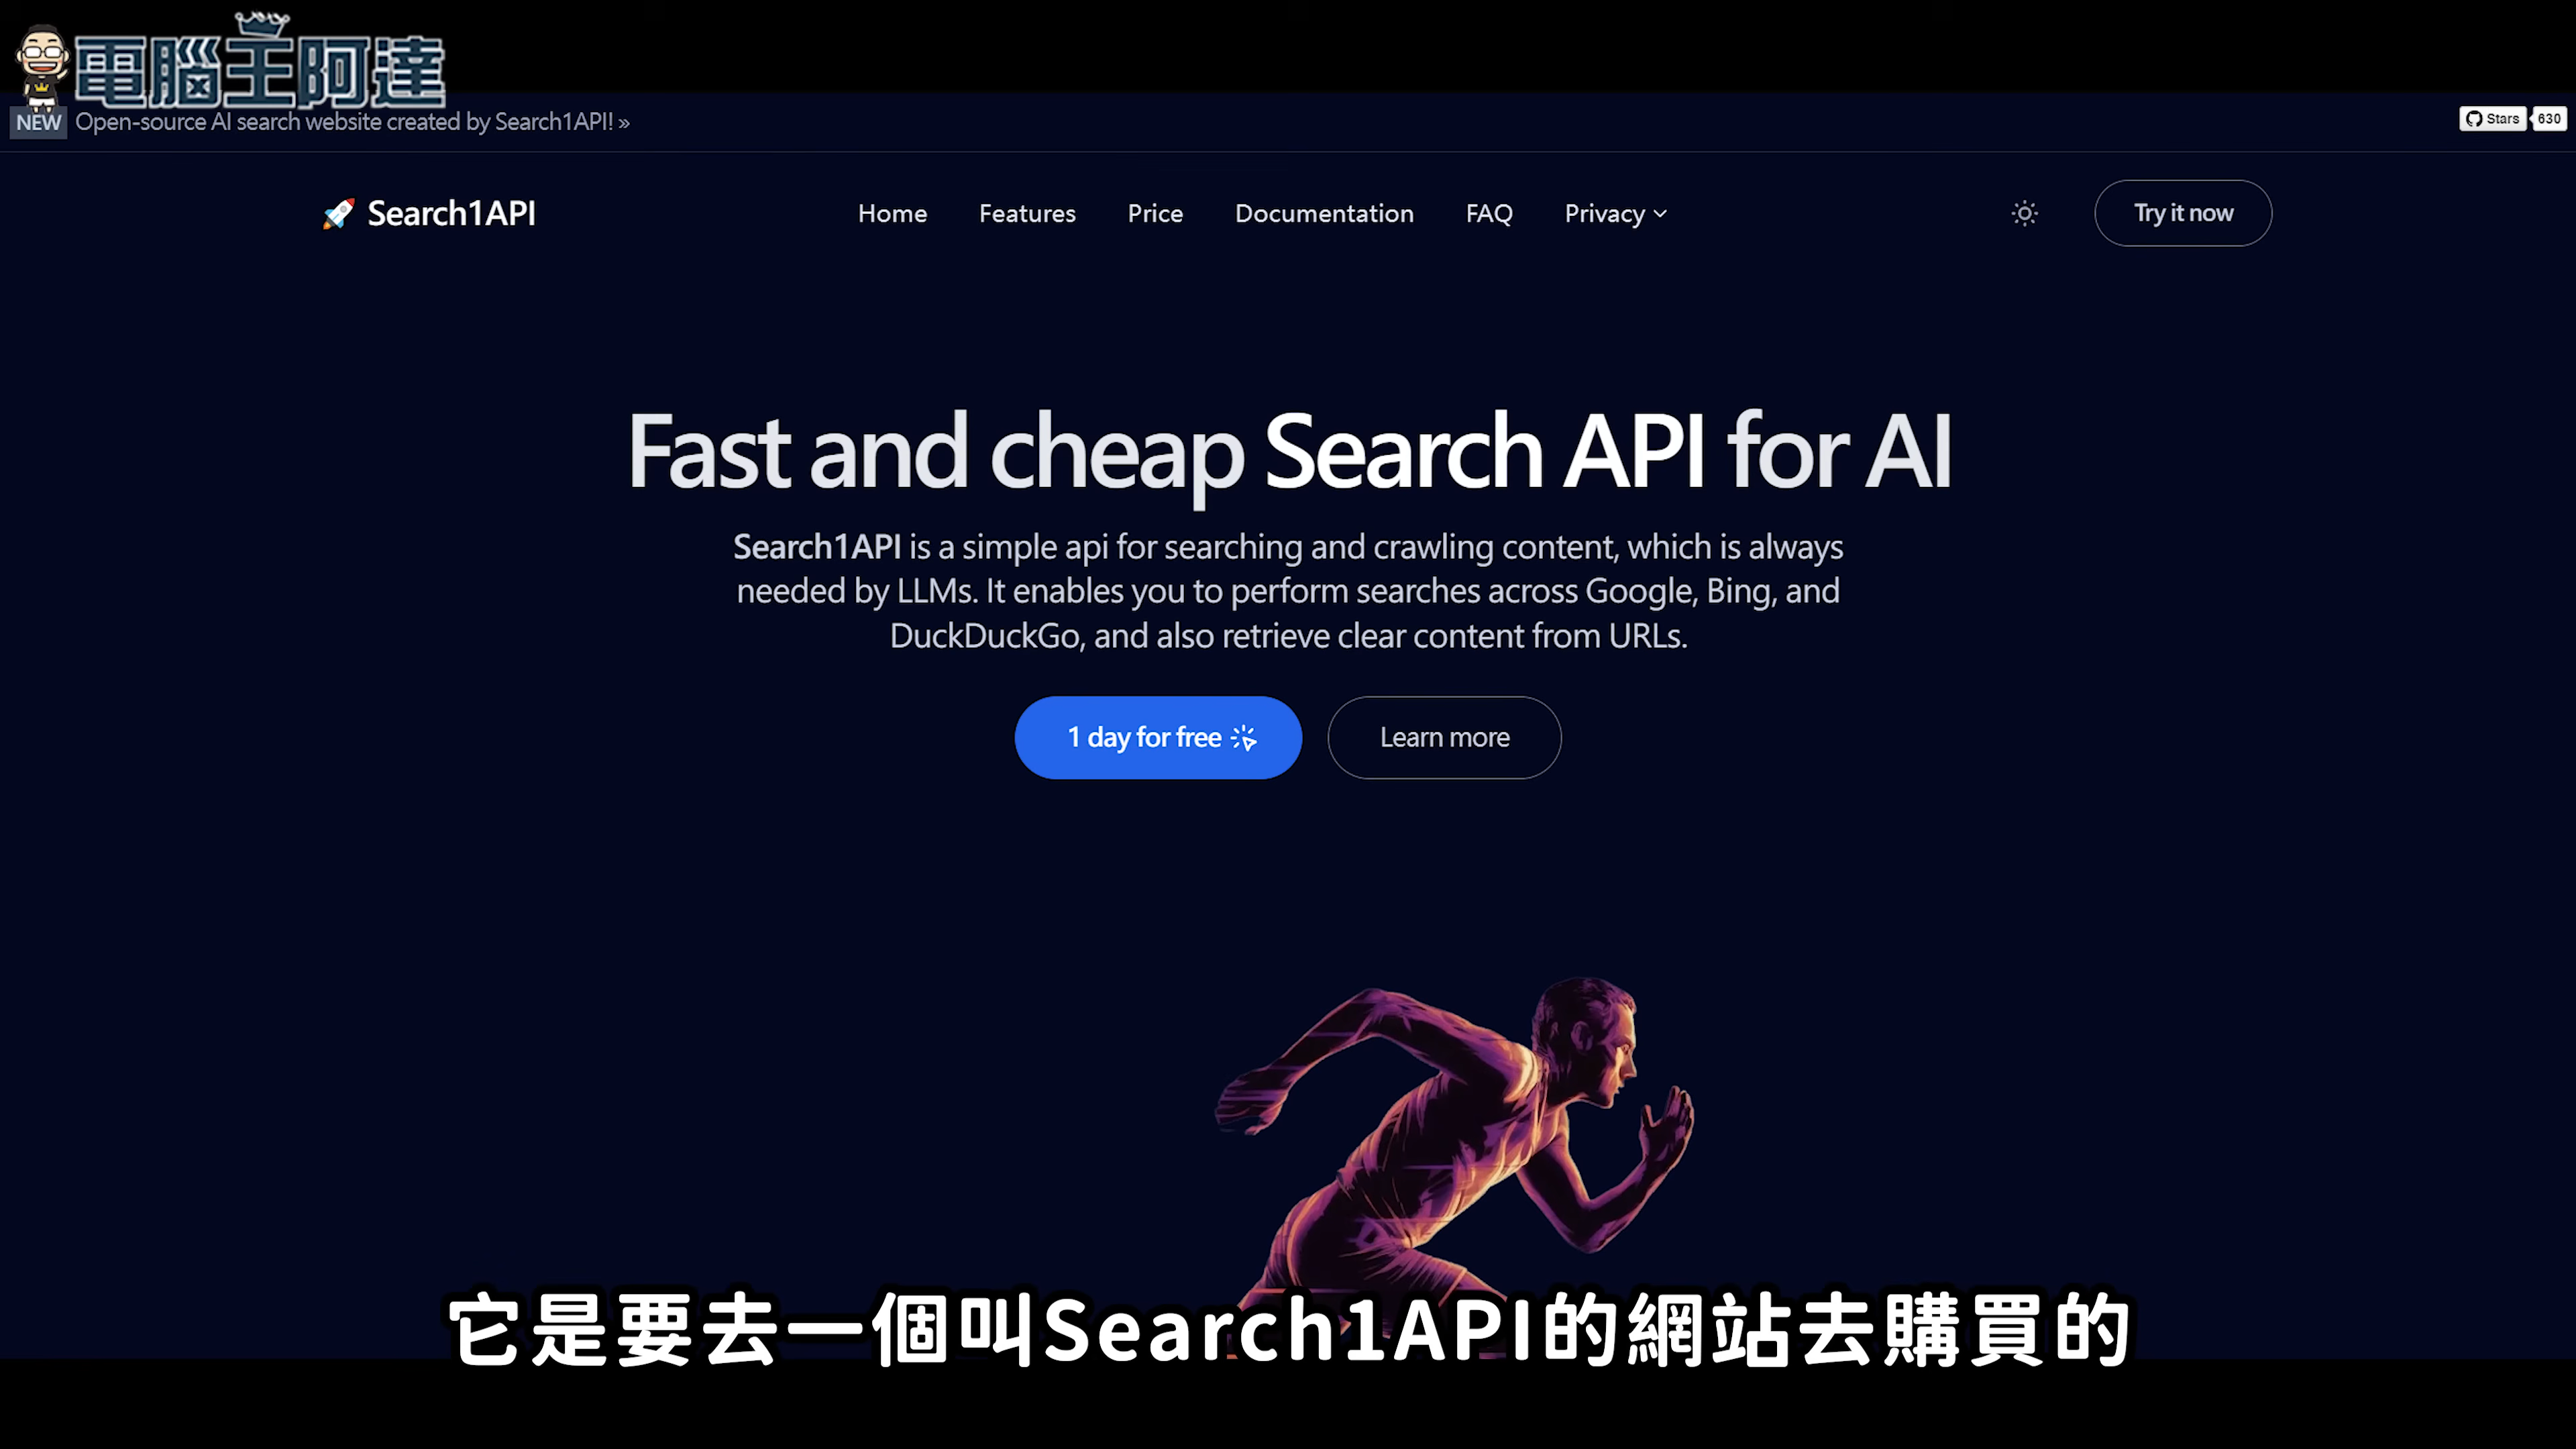 電腦王阿達
NEW Open-source AI search website created by Search1API! »
Stars 630
Search1API
Home Features Price Documentation FAQ Privacy
Try it now
Fast and cheap Search API for AI
Search1API is a simple api for searching and crawling content, which is always
needed by LLMs. It enables you to perform searches across Google, Bing, and
DuckDuckGo, and also retrieve clear content from URLs.
1 day for free
Learn more
它是要去一個叫Search1API的網站去購買的